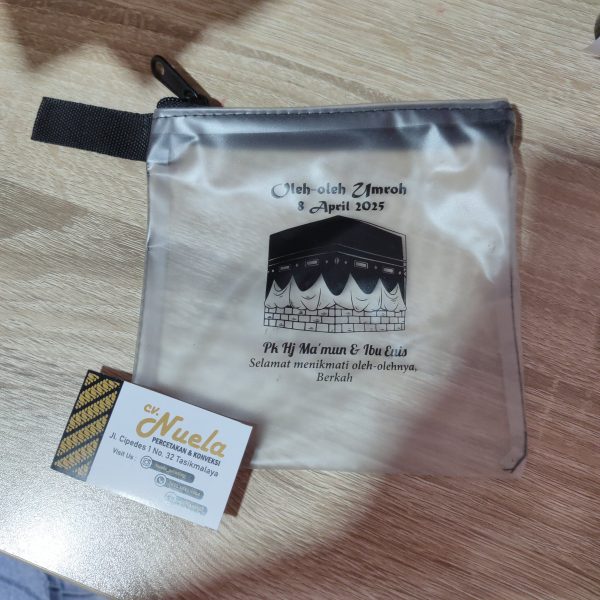 Oleh-oleh Umroh
8 April 2025
Pk Hj Ma'mun & Ibu Enis
Selamat menikmati oleh-olehnya,
Berkah
CV.
Nuela
PERCETAKAN & KONVEKSI
JL. Cipedes 1 No. 32 Tasikmalaya
Visit Us :